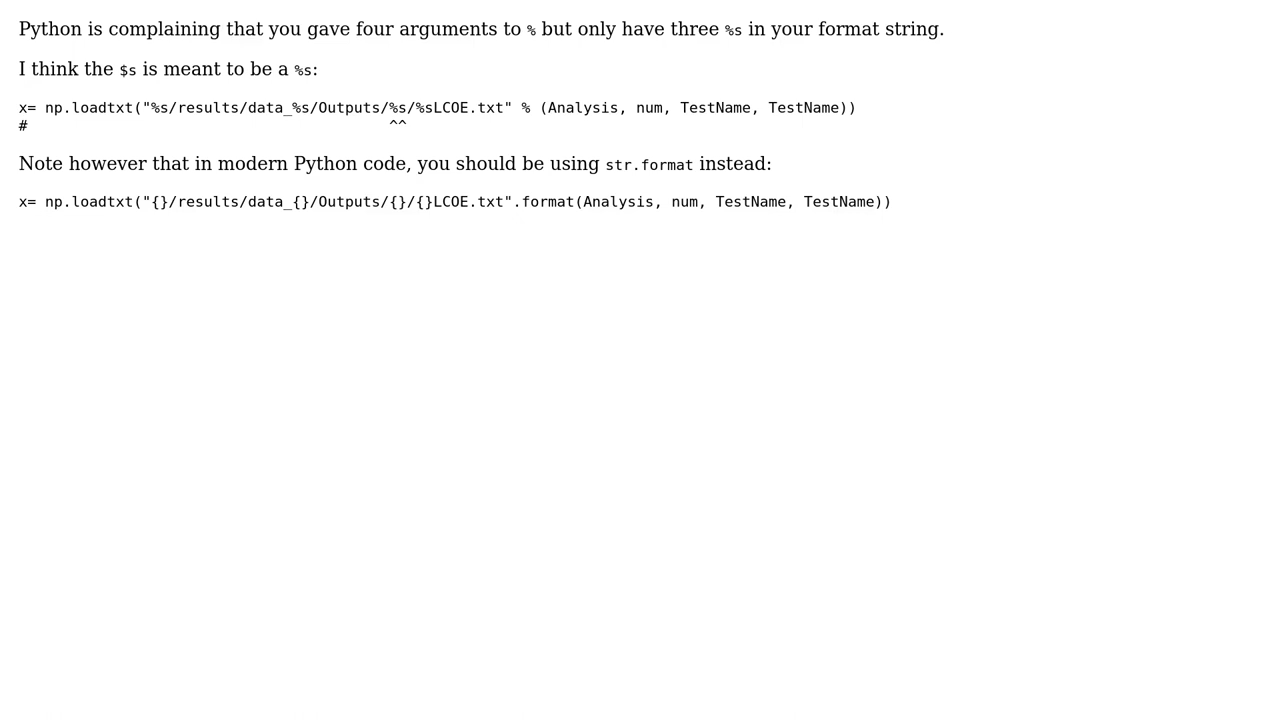 Python is complaining that you gave four arguments to % but only have three %s in your format string.
I think the $s is meant to be a %s:
x= np.loadtxt("%s/results/data_%s/Outputs/%s/%sLCOE.txt" % (Analysis, num, TestName, TestName))
#                                         ^^
Note however that in modern Python code, you should be using str.format instead:
x= np.loadtxt("{}/results/data_{}/Outputs/{}/{}LCOE.txt".format(Analysis, num, TestName, TestName))